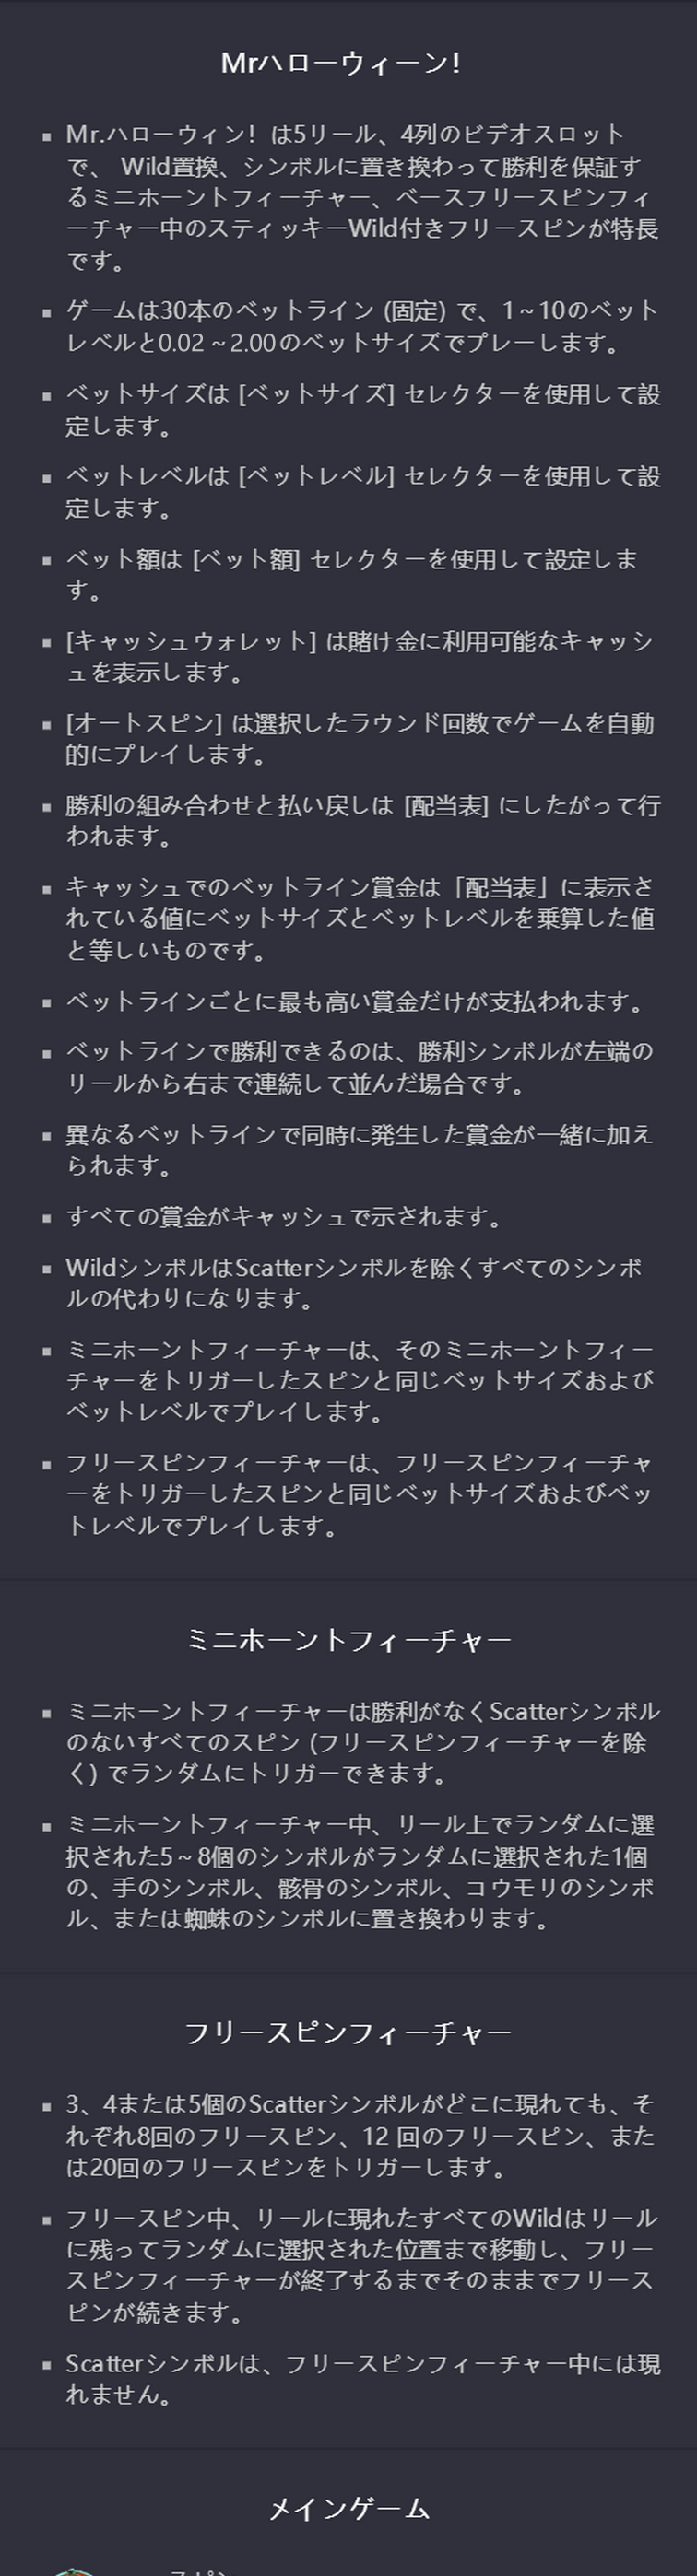 Mrハローウィーン!
Mr.ハローウィン! は5リール、4列のビデオスロット
で、 Wild置換、シンボルに置き換わって勝利を保証す
るミニホーントフィーチャー、ベースフリースピンフィ
ーチャー中のスティッキーWild付きフリースピンが特長
です。
ゲームは30本のベットライン (固定) で、1~10のベット
レベルと0.02 ~ 2.00のベットサイズでプレーします。
ベットサイズは [ベットサイズ] セレクターを使用して設
定します。
ベットレベルは [ベットレベル] セレクターを使用して設
定します。
ベット額は [ベット額] セレクターを使用して設定しま
す。
[キャッシュウォレット] は賭け金に利用可能なキャッシ
ュを表示します。
[オートスピン] は選択したラウンド回数でゲームを自動
的にプレイします。
勝利の組み合わせと払い戻しは [配当表] にしたがって行
われます。
キャッシュでのベットライン賞金は「配当表」に表示さ
れている値にベットサイズとベットレベルを乗算した値
と等しいものです。
ベットラインごとに最も高い賞金だけが支払われます。
ベットラインで勝利できるのは、勝利シンボルが左端の
リールから右まで連続して並んだ場合です。
異なるベットラインで同時に発生した賞金が一緒に加え
られます。
すべての賞金がキャッシュで示されます。
WildシンボルはScatterシンボルを除くすべてのシンボ
ルの代わりになります。
ミニホーントフィーチャーは、そのミニホーントフィー
チャーをトリガーしたスピンと同じベットサイズおよび
ベットレベルでプレイします。
フリースピンフィーチャーは、フリースピンフィーチャ
ーをトリガーしたスピンと同じベットサイズおよびベッ
トレベルでプレイします。
ミニホーントフィーチャー
ミニホーントフィーチャーは勝利がなくScatterシンボル
のないすべてのスピン (フリースピンフィーチャーを除
く) でランダムにトリガーできます。
ミニホーントフィーチャー中、リール上でランダムに選
択された5~8個のシンボルがランダムに選択された1個
の、手のシンボル、骸骨のシンボル、コウモリのシンボ
ル、または蜘蛛のシンボルに置き換わります。
フリースピンフィーチャー
3、4または5個のScatterシンボルがどこに現れても、そ
れぞれ8回のフリースピン、12 回のフリースピン、また
は20回のフリースピンをトリガーします。
フリースピン中、リールに現れたすべてのWildはリール
に残ってランダムに選択された位置まで移動し、フリー
スピンフィーチャーが終了するまでそのままでフリース
ピンが続きます。
Scatterシンボルは、フリースピンフィーチャー中には現
れません。
メインゲーム